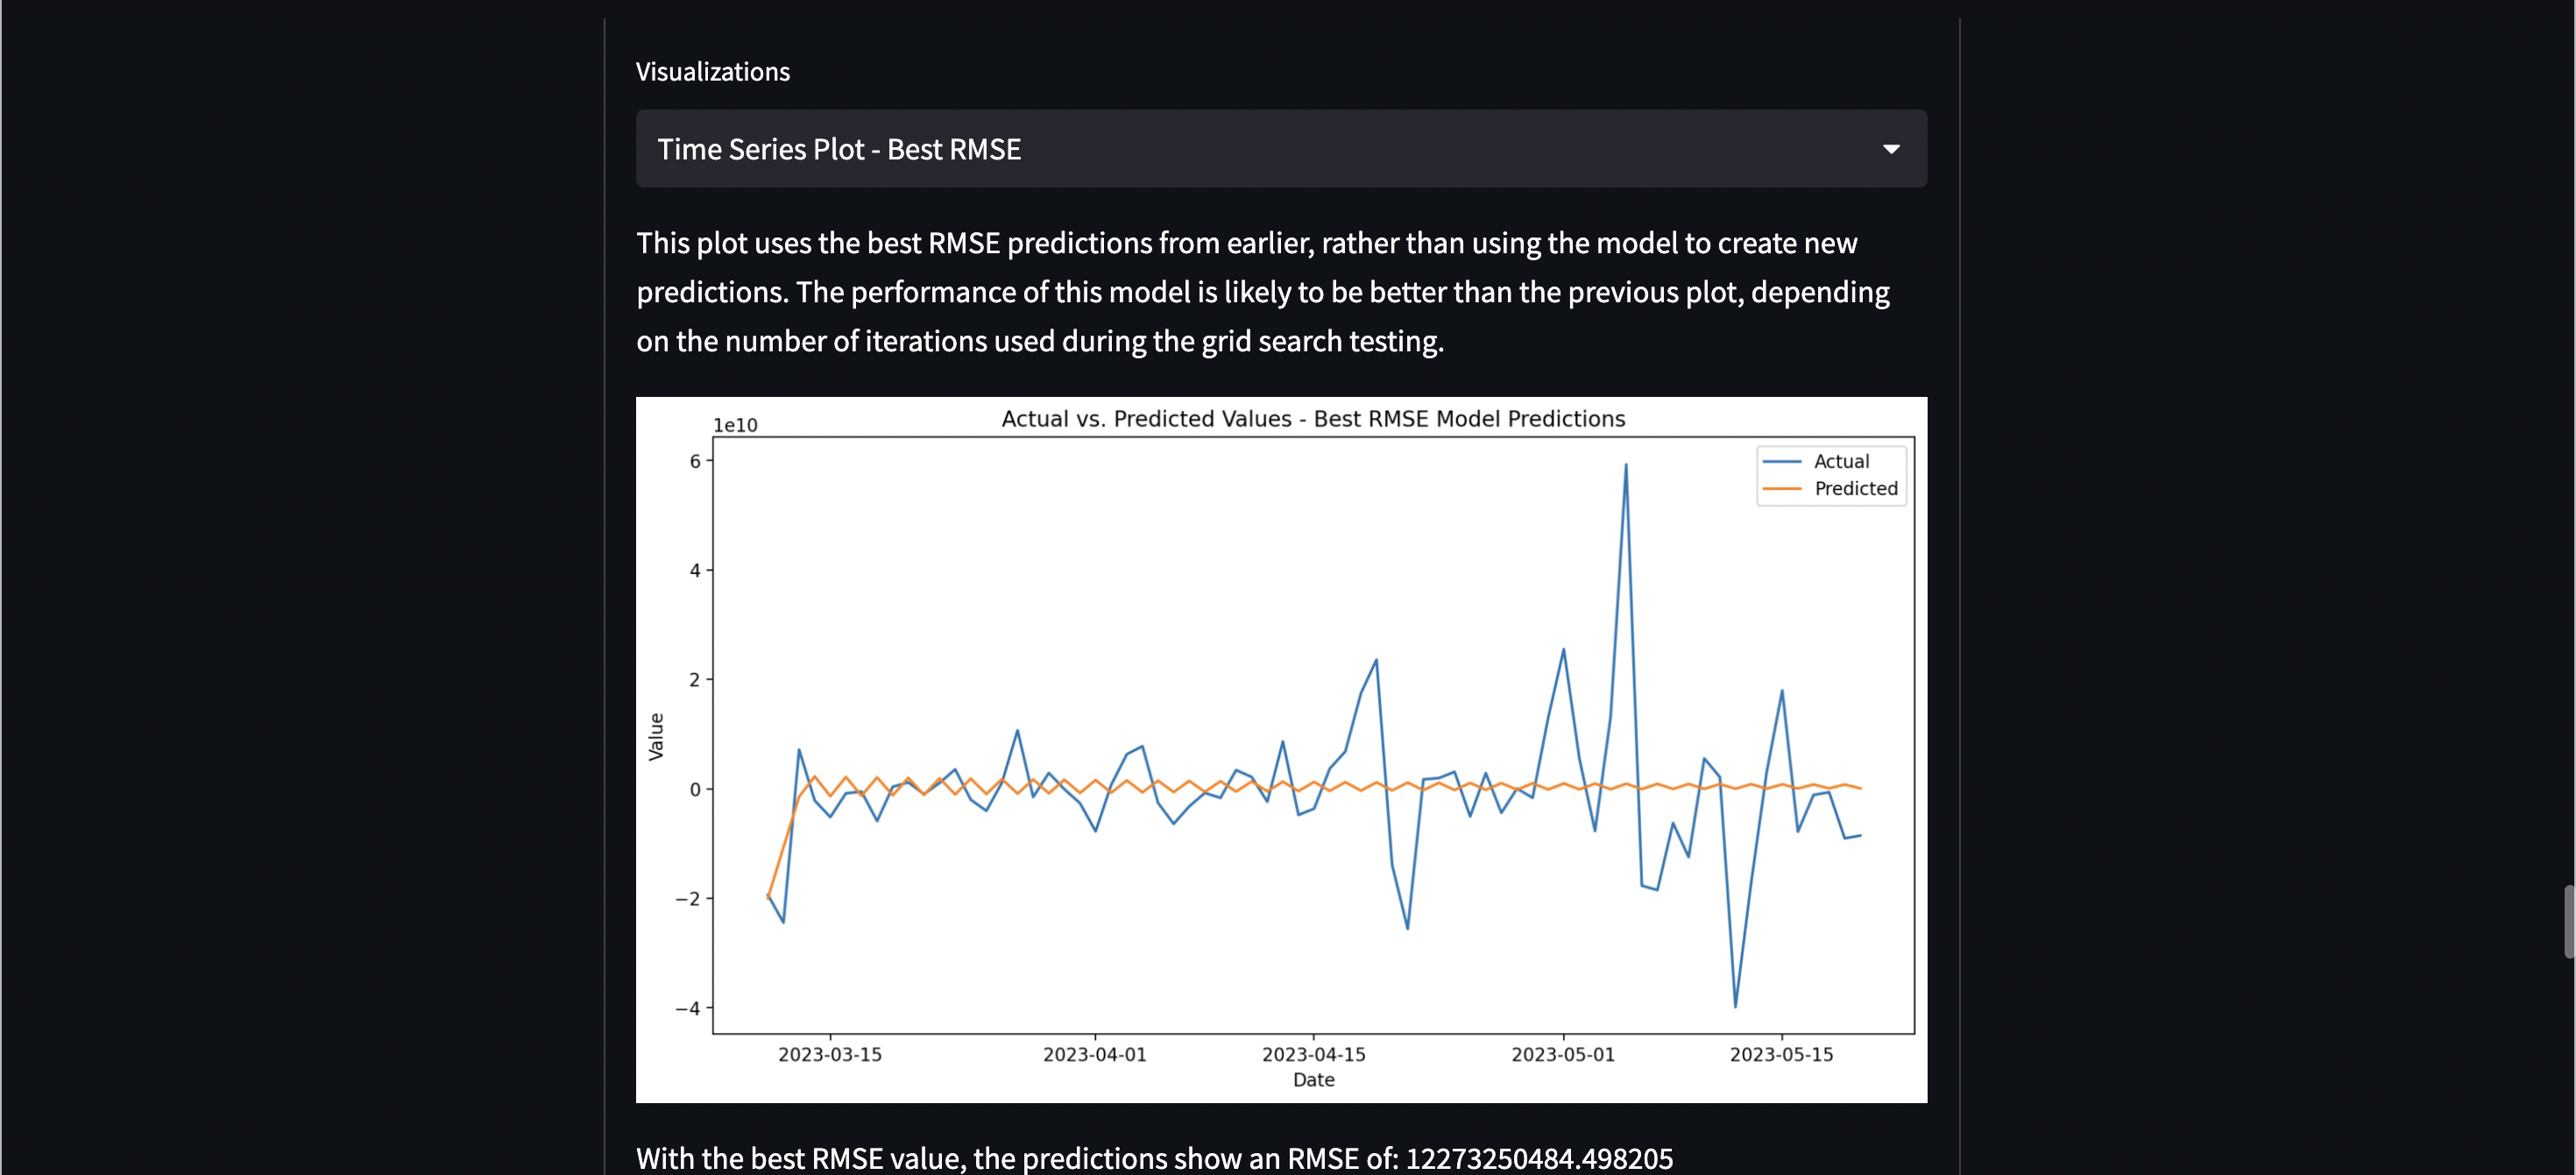 Visualizations
Time Series Plot - Best RMSE
This plot uses the best RMSE predictions from earlier, rather than using the model to create new
predictions. The performance of this model is likely to be better than the previous plot, depending
on the number of iterations used during the grid search testing.
Actual vs. Predicted Values - Best RMSE Model Predictions
1e10
Actual
Predicted
6
4
2
0
−2
−4
Value
2023-03-15 2023-04-01 2023-04-15 2023-05-01 2023-05-15
Date
With the best RMSE value, the predictions show an RMSE of: 12273250484.498205